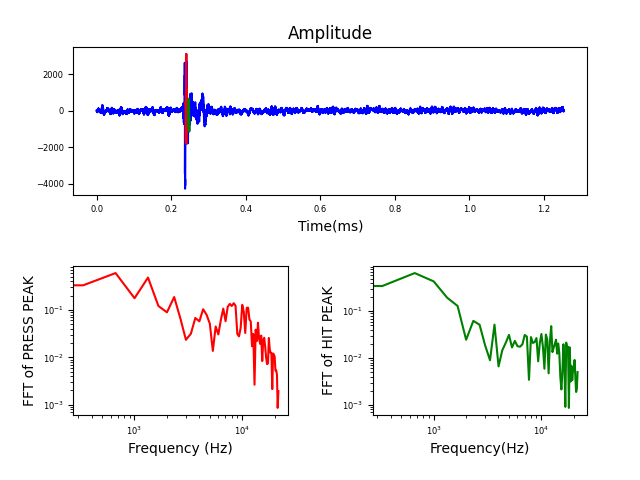 Amplitude
2000
0
−2000
−4000
0.0 0.2 0.4 0.6 0.8 1.0 1.2
Time(ms)
FFT of PRESS PEAK
10⁻¹
10⁻²
10⁻³
10³ 10⁴
Frequency (Hz)
FFT of HIT PEAK
10⁻¹
10⁻²
10⁻³
10³ 10⁴
Frequency(Hz)